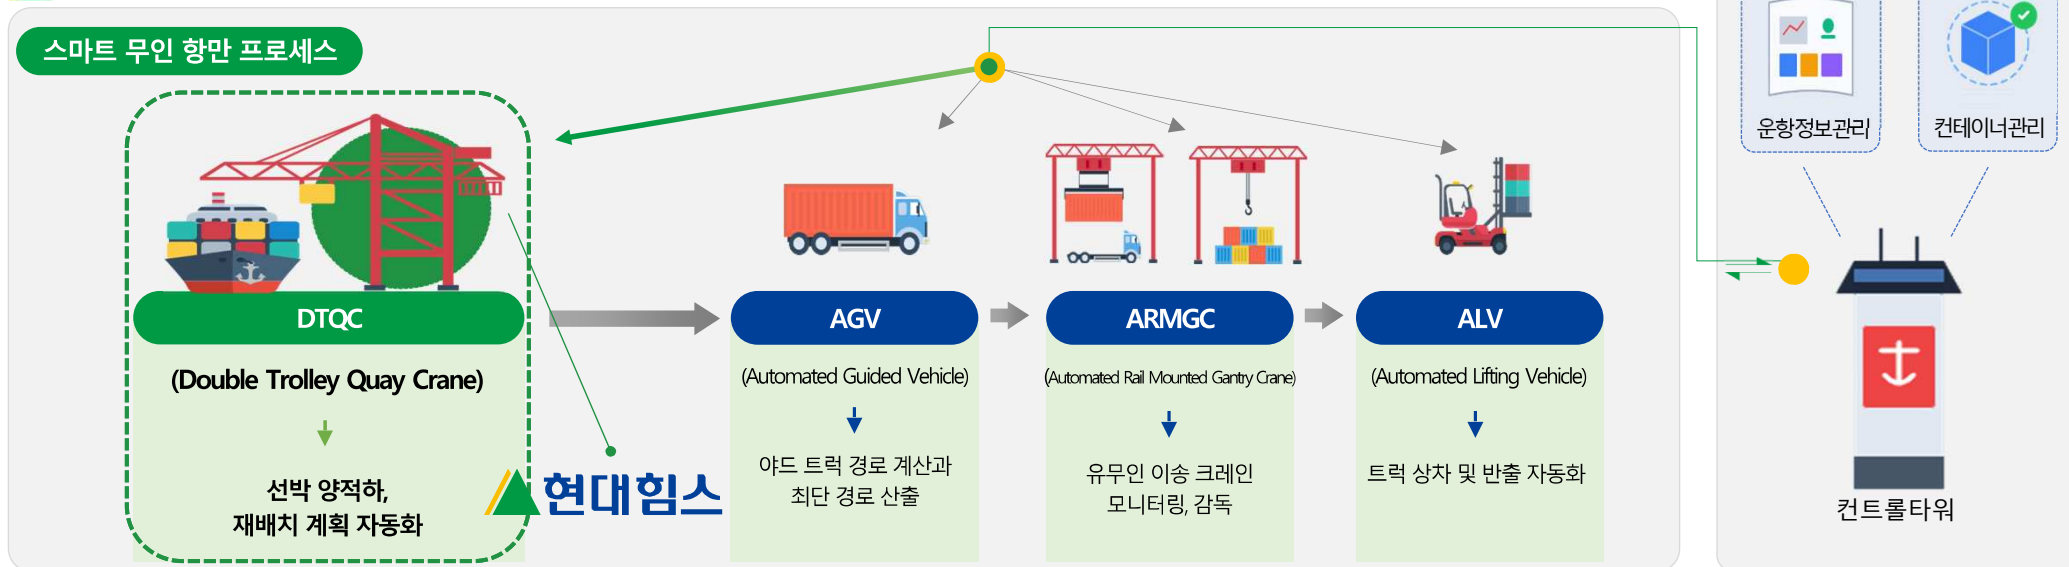 스마트 무인 항만 프로세스
DTQC
(Double Trolley Quay Crane)
선박 양적하,
재배치 계획 자동화
현대힘스
AGV
(Automated Guided Vehicle)
야드 트럭 경로 계산과
최단 경로 산출
ARMGC
(Automated Rail Mounted Gantry Crane)
유무인 이송 크레인
모니터링, 감독
ALV
(Automated Lifting Vehicle)
트럭 상차 및 반출 자동화
운항정보관리
컨테이너관리
컨트롤타워